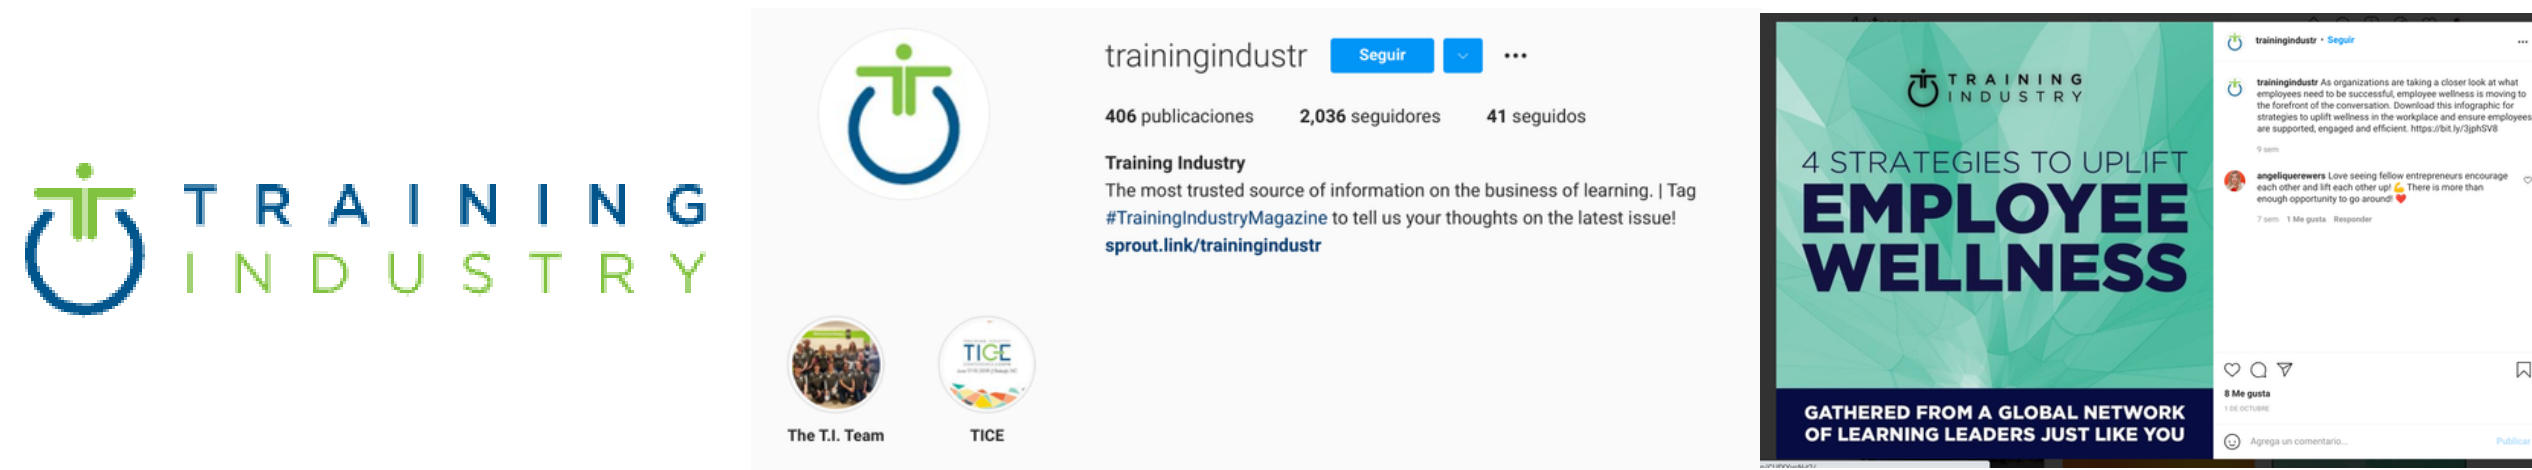 TRAINING
INDUSTRY
trainingindustr Seguir
406 publicaciones 2,036 seguidores 41 seguidos
Training Industry
The most trusted source of information on the business of learning. | Tag
#TrainingIndustryMagazine to tell us your thoughts on the latest issue!
sprout.link/trainingindustr
TICE
The T.I. Team
TICE
TRAINING
INDUSTRY
4 STRATEGIES TO UPLIFT
EMPLOYEE
WELLNESS
GATHERED FROM A GLOBAL NETWORK
OF LEARNING LEADERS JUST LIKE YOU
trainingindustr • Seguir
trainingindustr As organizations are taking a closer look at what
employees need to be successful, employee wellness is moving to
the forefront of the conversation. Download this infographic for
strategies to uplift wellness in the workplace and ensure employees
are supported, engaged and efficient. https://bit.ly/3jphSV8
9 sem
angeliquerewers Love seeing fellow entrepreneurs encourage
each other and lift each other up! 💪 There is more than
enough opportunity to go around! ❤️
7 sem 1 Me gusta Responder
8 Me gusta
1 DE OCTUBRE
Agrega un comentario... Publicar